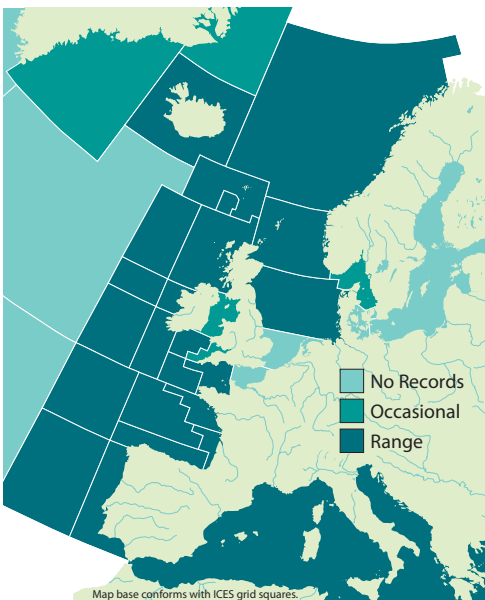 No Records
Occasional
Range
Map base conforms with ICES grid squares.